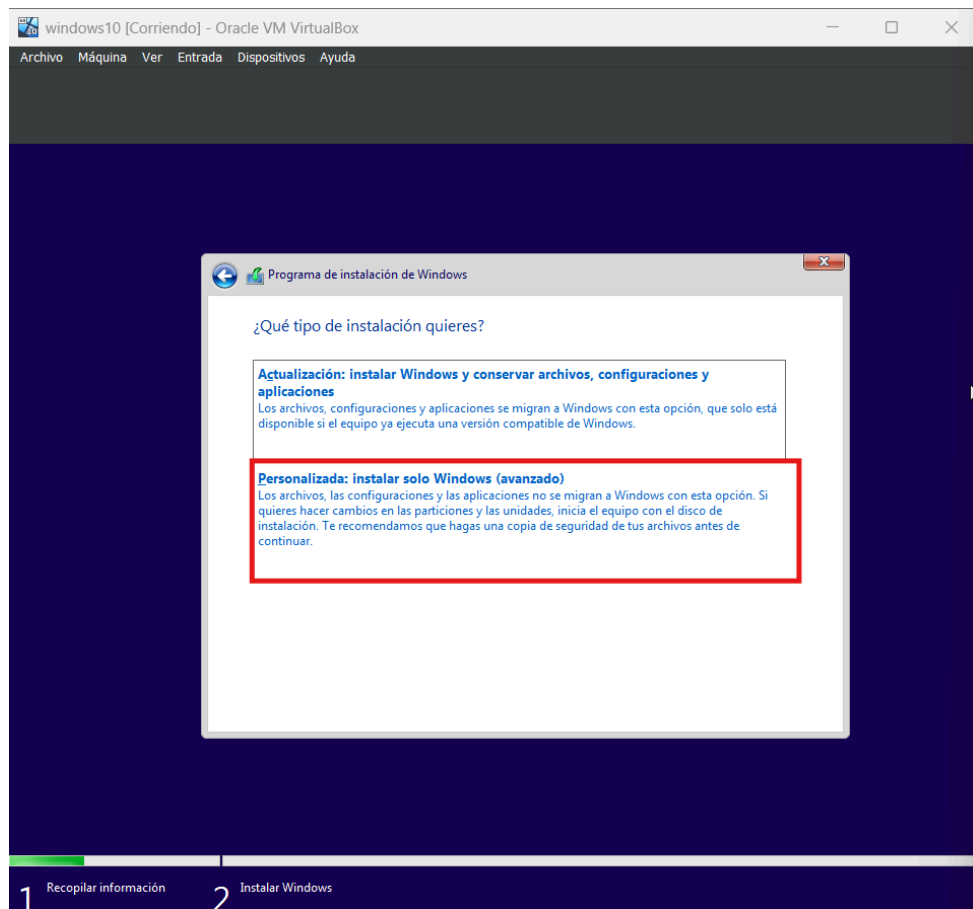 windows10 [Corriendo] - Oracle VM VirtualBox
Archivo Máquina Ver Entrada Dispositivos Ayuda
Programa de instalación de Windows
¿Qué tipo de instalación quieres?
Actualización: instalar Windows y conservar archivos, configuraciones y
aplicaciones
Los archivos, configuraciones y aplicaciones se migran a Windows con esta opción, que solo está
disponible si el equipo ya ejecuta una versión compatible de Windows.
Personalizada: instalar solo Windows (avanzado)
Los archivos, las configuraciones y las aplicaciones no se migran a Windows con esta opción. Si
quieres hacer cambios en las particiones y las unidades, inicia el equipo con el disco de
instalación. Te recomendamos que hagas una copia de seguridad de tus archivos antes de
continuar.
1 Recopilar información 2 Instalar Windows